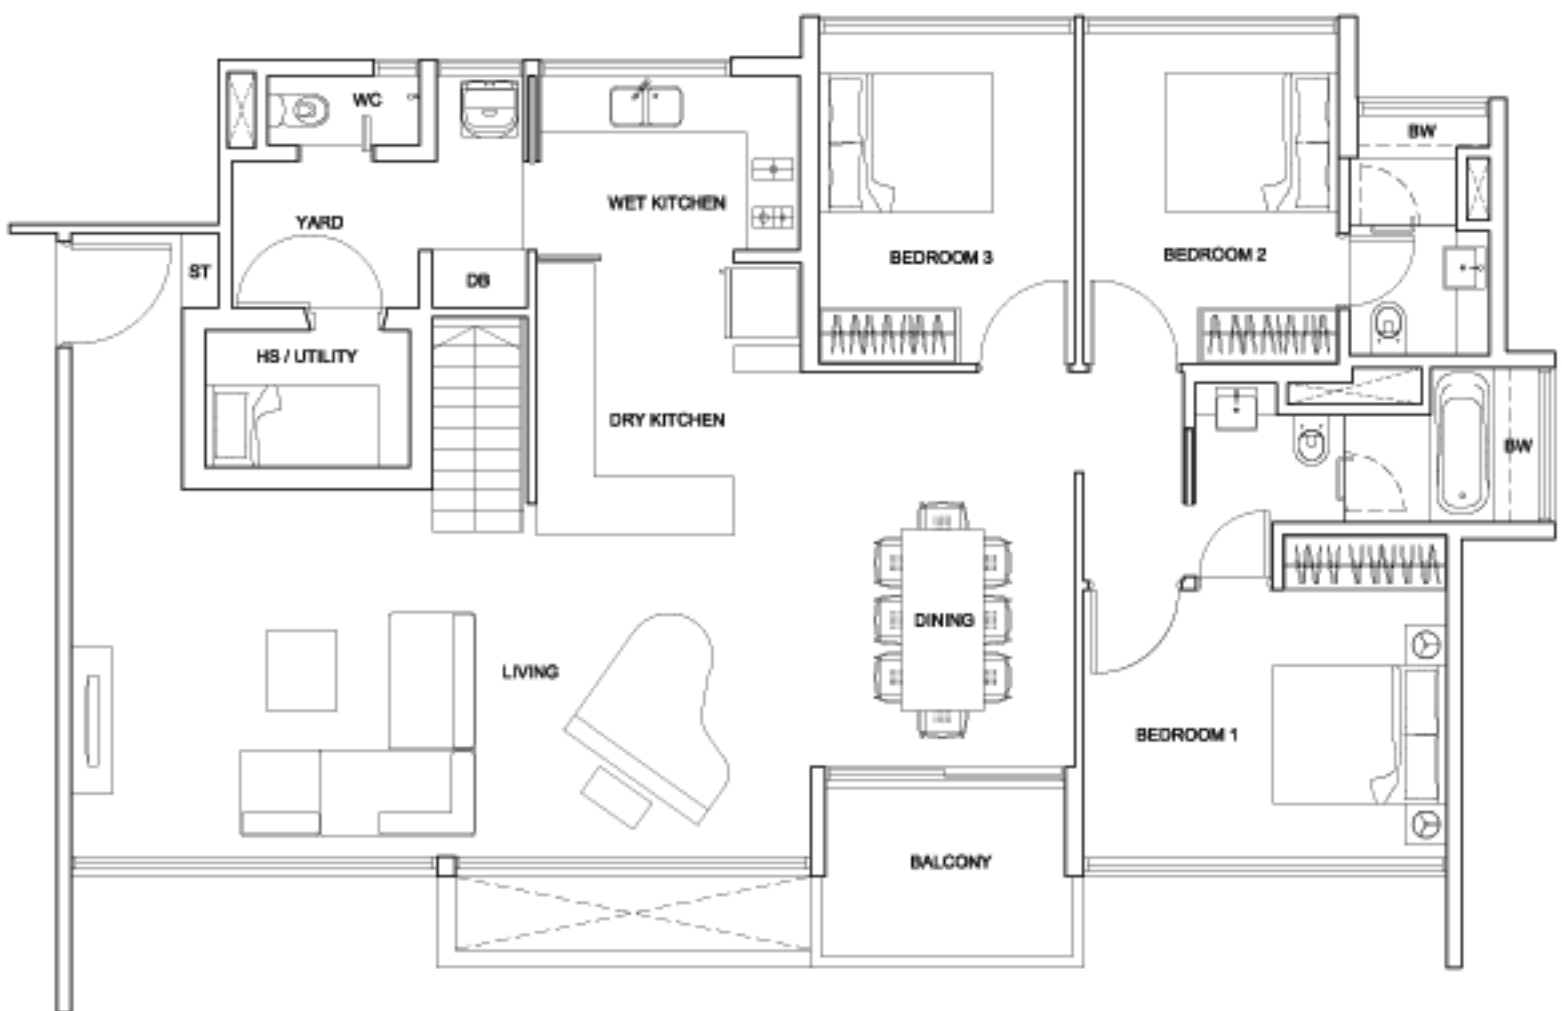 WC
BW
WET KITCHEN
YARD
BEDROOM 3
BEDROOM 2
ST
DB
HS / UTILITY
DRY KITCHEN
BW
DINING
LIVING
BEDROOM 1
BALCONY